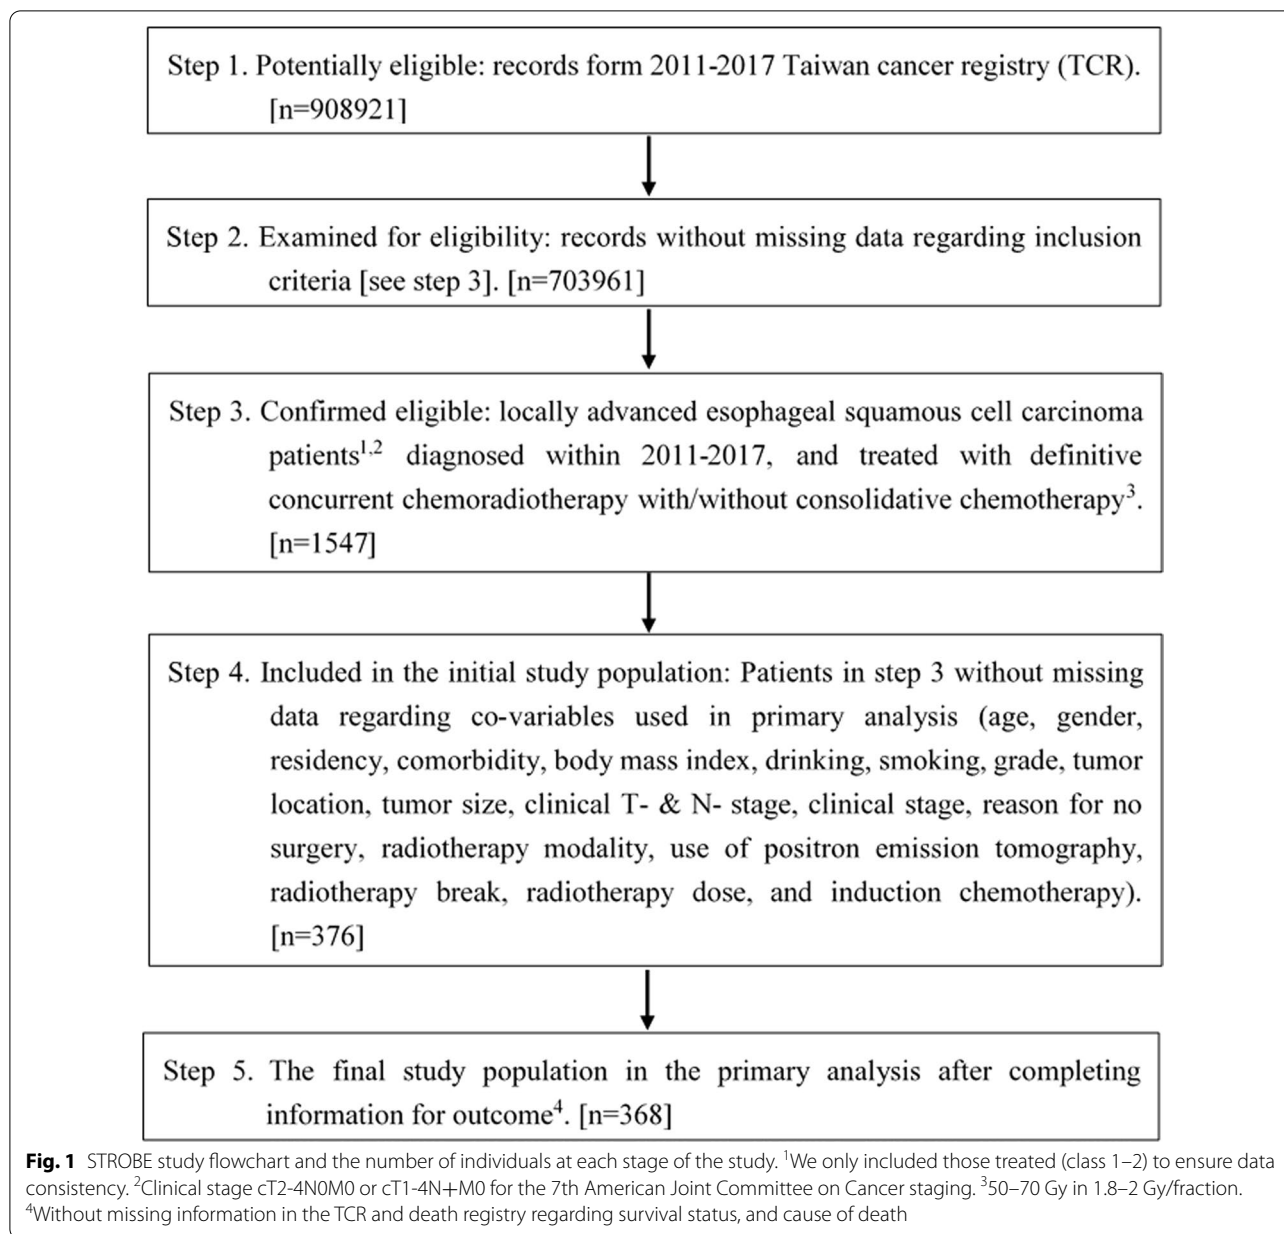 Step 1. Potentially eligible: records form 2011-2017 Taiwan cancer registry (TCR).
[n=908921]
Step 2. Examined for eligibility: records without missing data regarding inclusion
criteria [see step 3]. [n=703961]
Step 3. Confirmed eligible: locally advanced esophageal squamous cell carcinoma
patients1,2 diagnosed within 2011-2017, and treated with definitive
concurrent chemoradiotherapy with/without consolidative chemotherapy3.
[n=1547]
Step 4. Included in the initial study population: Patients in step 3 without missing
data regarding co-variables used in primary analysis (age, gender,
residency, comorbidity, body mass index, drinking, smoking, grade, tumor
location, tumor size, clinical T- & N- stage, clinical stage, reason for no
surgery, radiotherapy modality, use of positron emission tomography,
radiotherapy break, radiotherapy dose, and induction chemotherapy).
[n=376]
Step 5. The final study population in the primary analysis after completing
information for outcome4. [n=368]
Fig. 1 STROBE study flowchart and the number of individuals at each stage of the study. 1We only included those treated (class 1–2) to ensure data
consistency. 2Clinical stage cT2-4N0M0 or cT1-4N+M0 for the 7th American Joint Committee on Cancer staging. 350–70 Gy in 1.8–2 Gy/fraction.
4Without missing information in the TCR and death registry regarding survival status, and cause of death